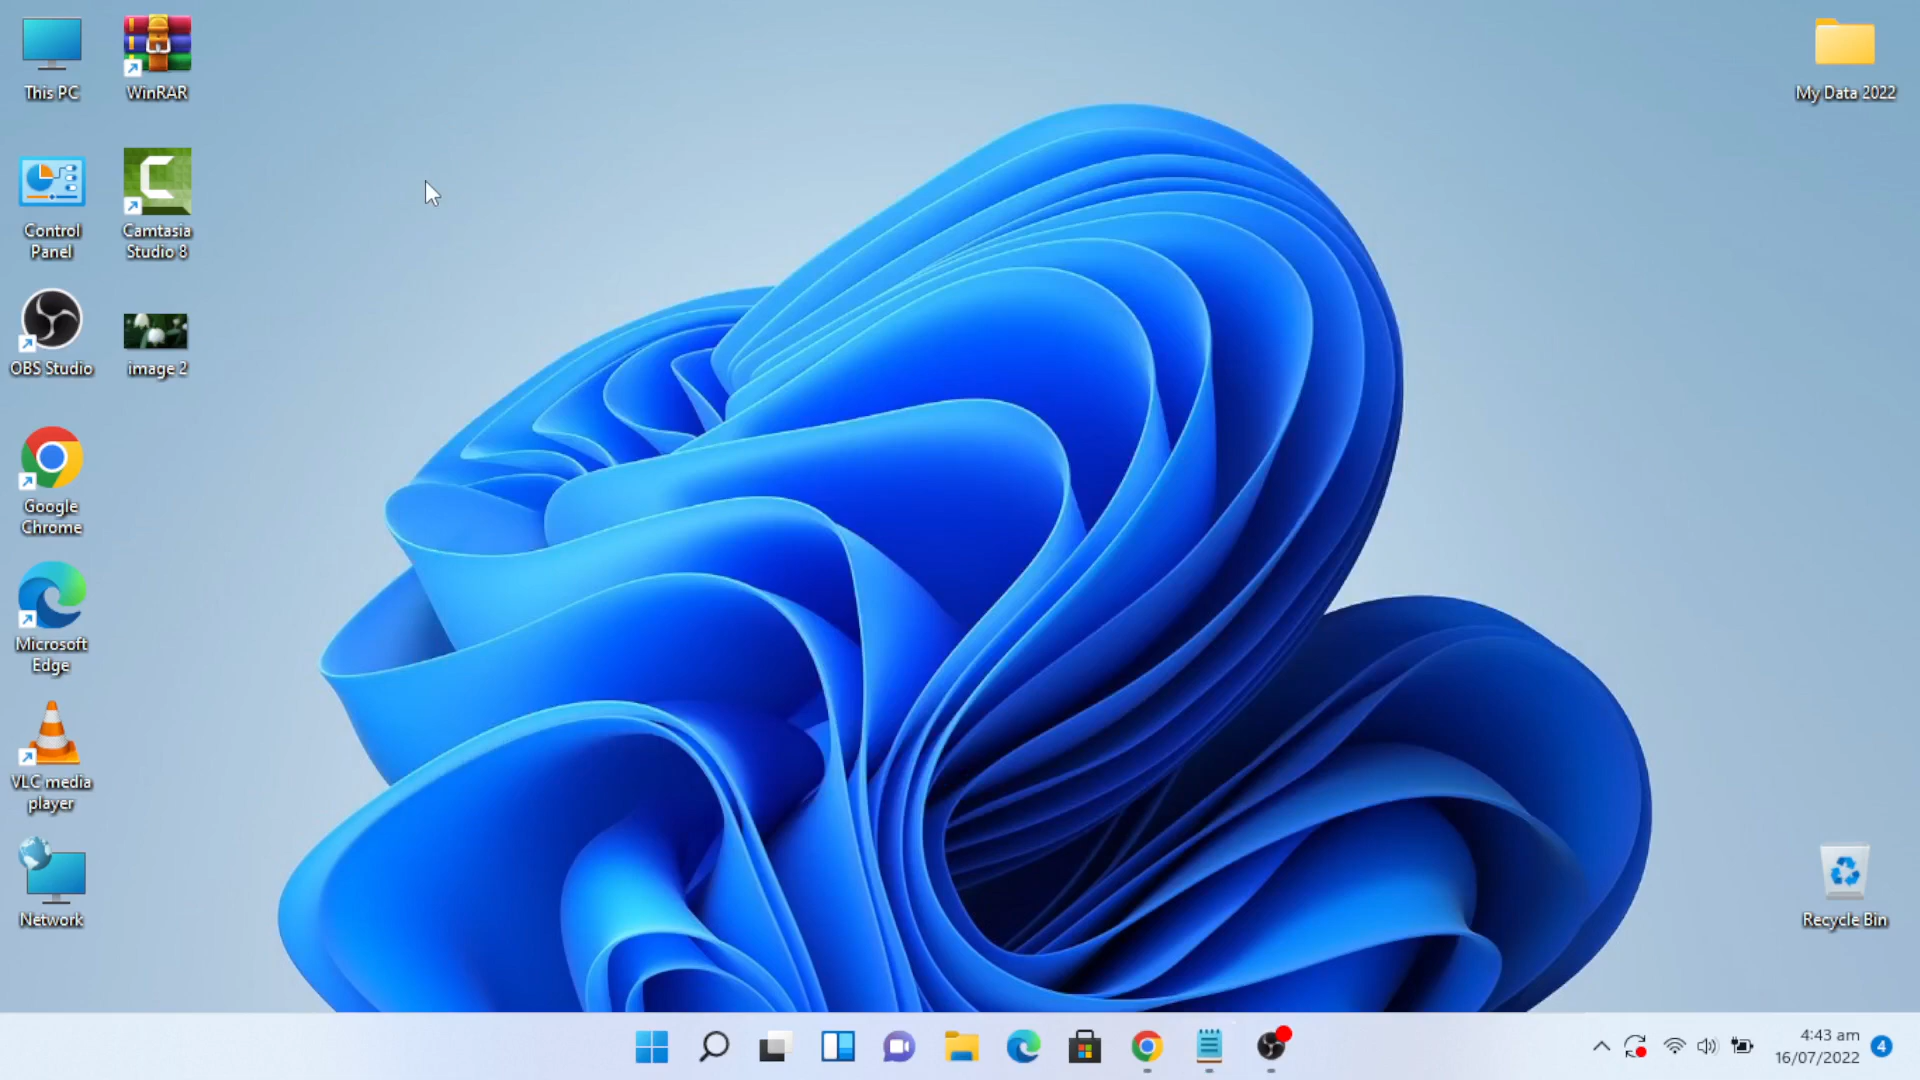 This PC
WinRAR
Control
Panel
Camtasia
Studio 8
OBS Studio
image 2
Google
Chrome
Microsoft
Edge
VLC media
player
Network
My Data 2022
Recycle Bin
4:43 am
16/07/2022
4